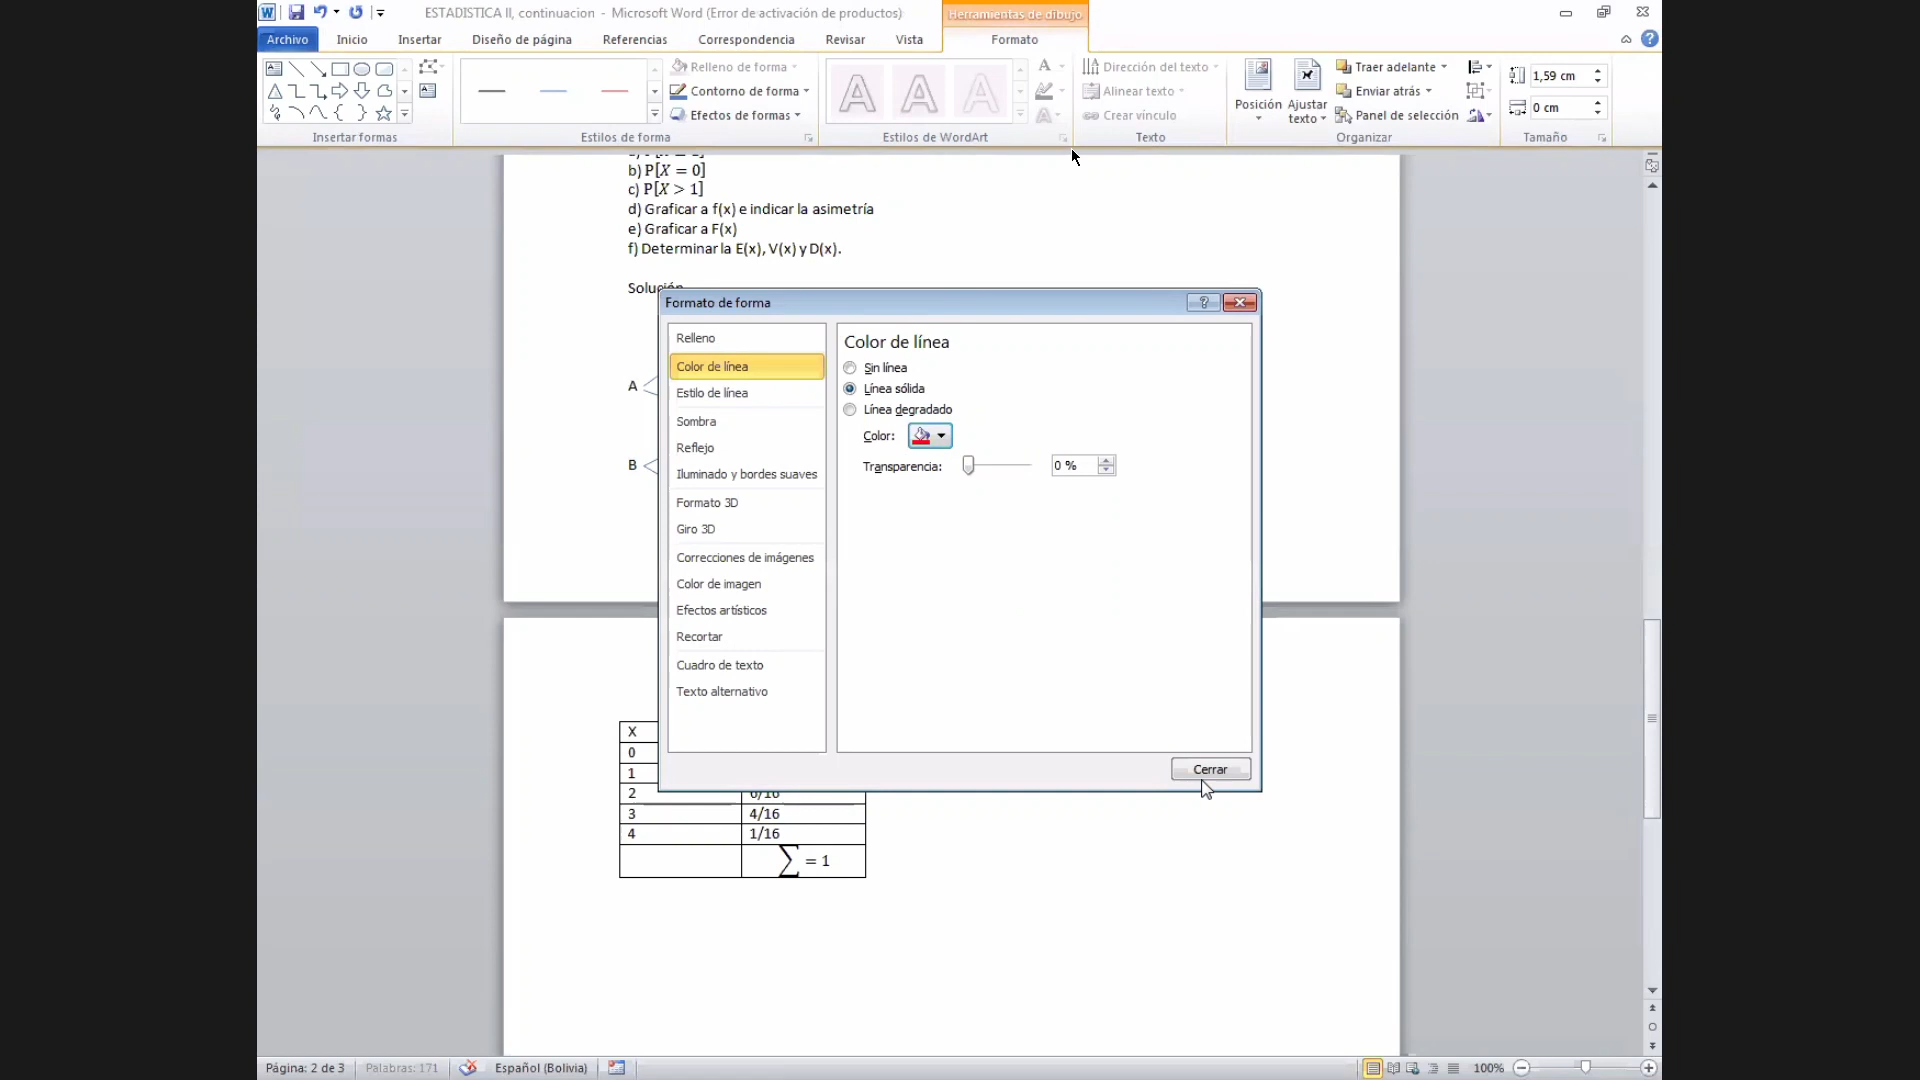 ESTADISTICA II, continuacion - Microsoft Word (Error de activación de productos)
Herramientas de dibujo
Archivo Inicio Insertar Diseño de página Referencias Correspondencia Revisar Vista Formato
Relleno de forma
Contorno de forma
Efectos de formas
Dirección del texto
Alinear texto
Crear vínculo
Posición
Ajustar texto
Traer adelante
Enviar atrás
Panel de selección
1,59 cm
0 cm
Insertar formas Estilos de forma Estilos de WordArt Texto Organizar Tamaño
b) P[X = 0]
c) P[X > 1]
d) Graficar a f(x) e indicar la asimetría
e) Graficar a F(x)
f) Determinar la E(x), V(x) y D(x).
Solución
A
B
Formato de forma
Relleno
Color de línea
Estilo de línea
Sombra
Reflejo
Iluminado y bordes suaves
Formato 3D
Giro 3D
Correcciones de imágenes
Color de imagen
Efectos artísticos
Recortar
Cuadro de texto
Texto alternativo
Color de línea
Sin línea
Línea sólida
Línea degradado
Color:
Transparencia: 0 %
Cerrar
X
0
1
2 6/16
3 4/16
4 1/16
∑ = 1
Página: 2 de 3 Palabras: 171 Español (Bolivia) 100%